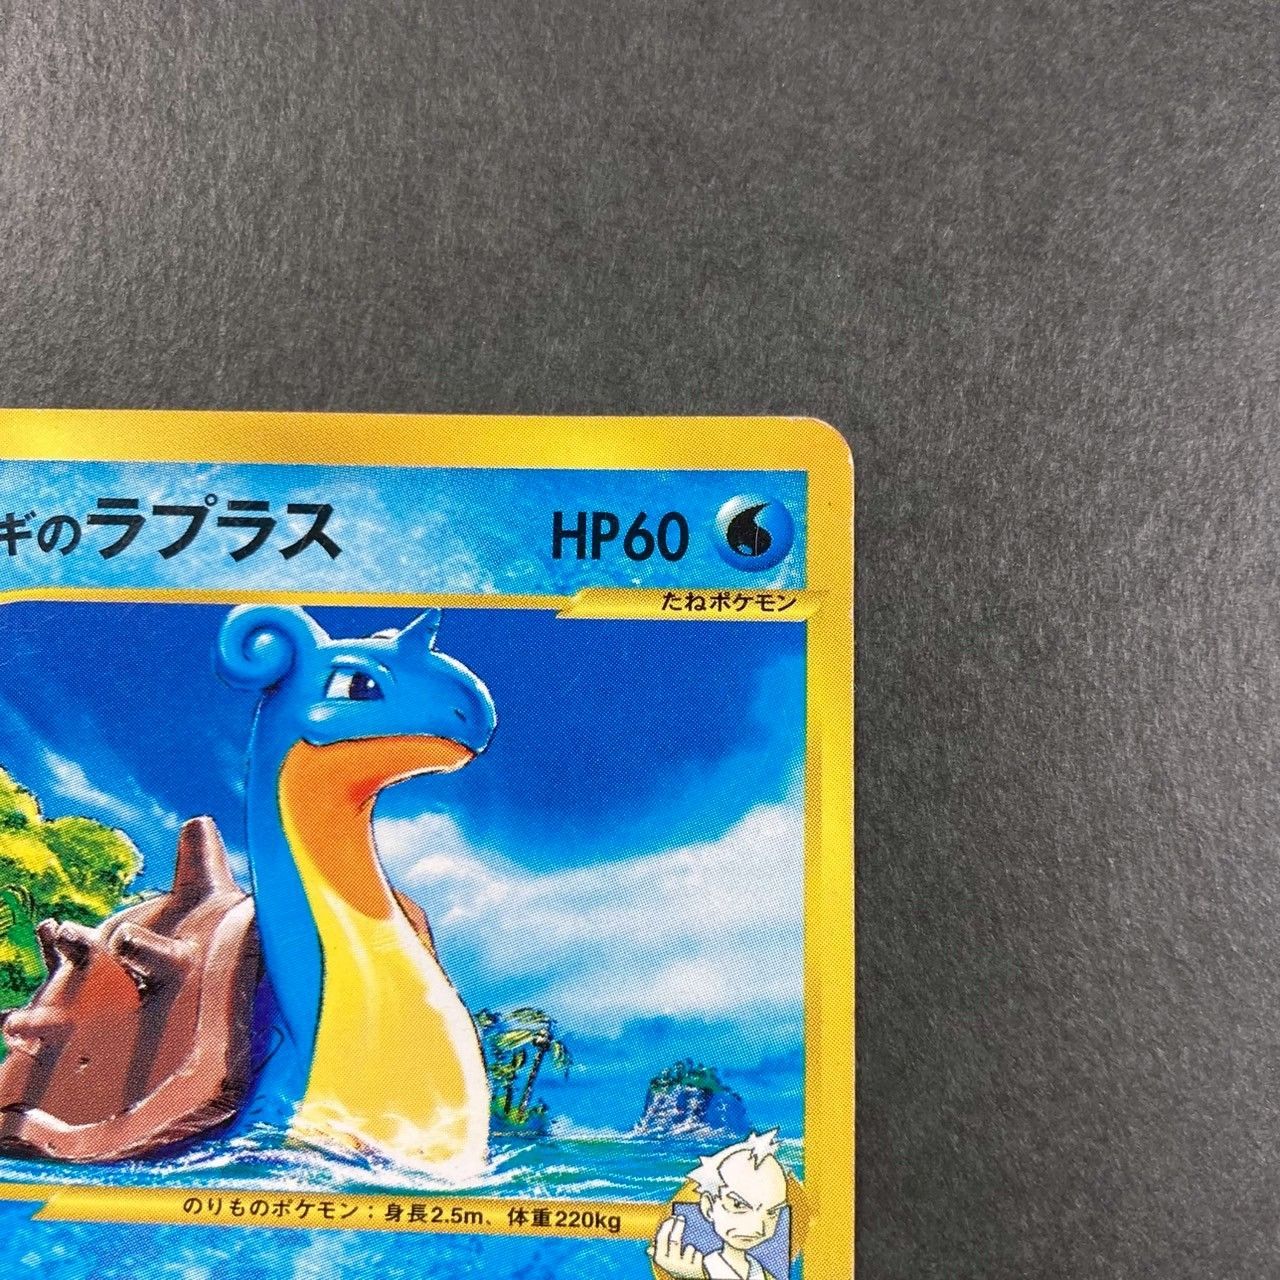 ギのラプラス HP60
たねポケモン
のりものポケモン：身長2.5m、体重220kg